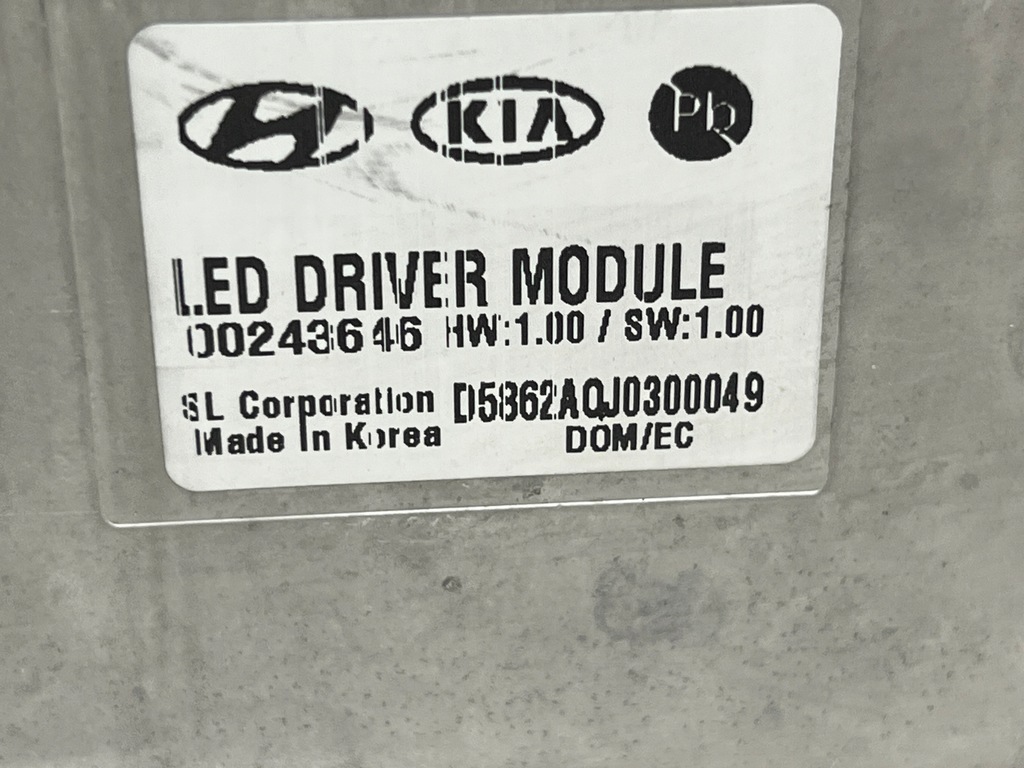 KIA Pb
LED DRIVER MODULE
00243646 HW:1.00 / SW:1.00
SL Corporation D5862AQJ0300049
Made In Korea DOM/EC